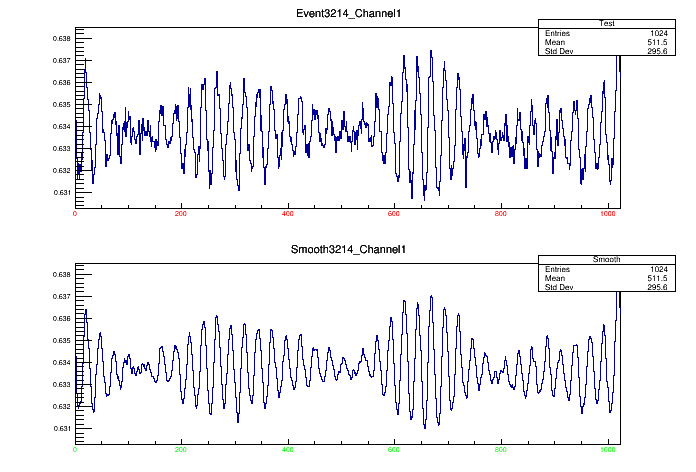 Event3214_Channel1
Test
Entries 1024
Mean 511.5
Std Dev 295.6
0.638
0.637
0.636
0.635
0.634
0.633
0.632
0.631
0 200 400 600 800 1000
Smooth3214_Channel1
Smooth
Entries 1024
Mean 511.5
Std Dev 295.6
0.638
0.637
0.636
0.635
0.634
0.633
0.632
0.631
0 200 400 600 800 1000